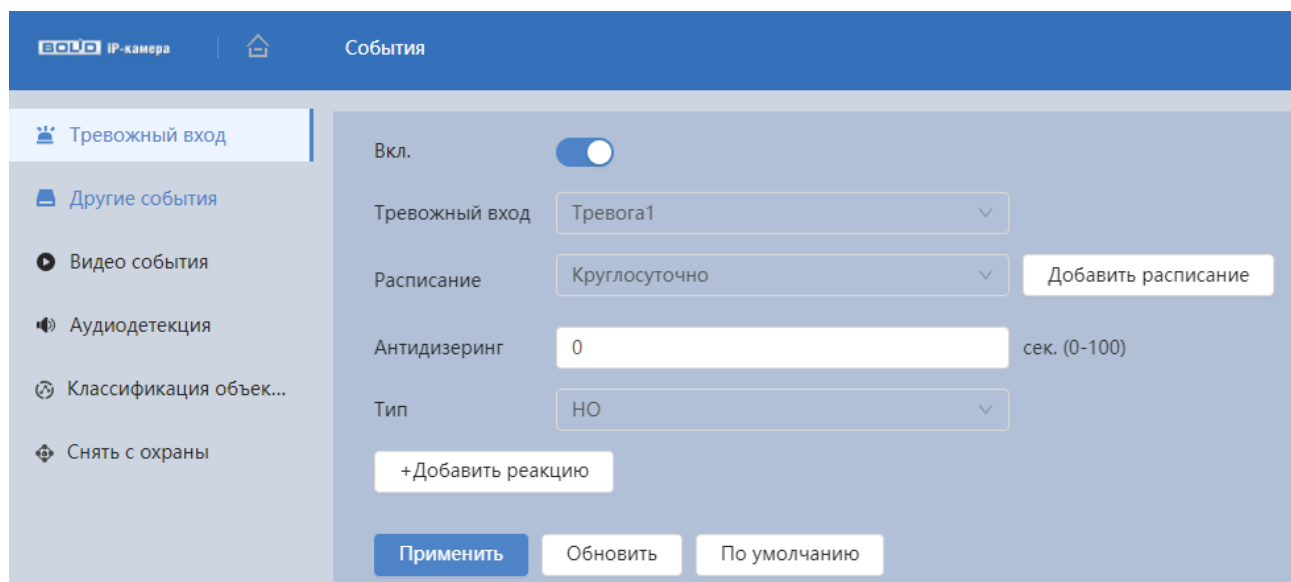 BOLID IP-камера События
Тревожный вход
Другие события
Видео события
Аудиодетекция
Классификация объек...
Снять с охраны
Вкл.
Тревожный вход Тревога1
Расписание Круглосуточно Добавить расписание
Антидизеринг 0 сек. (0-100)
Тип НО
+Добавить реакцию
Применить Обновить По умолчанию